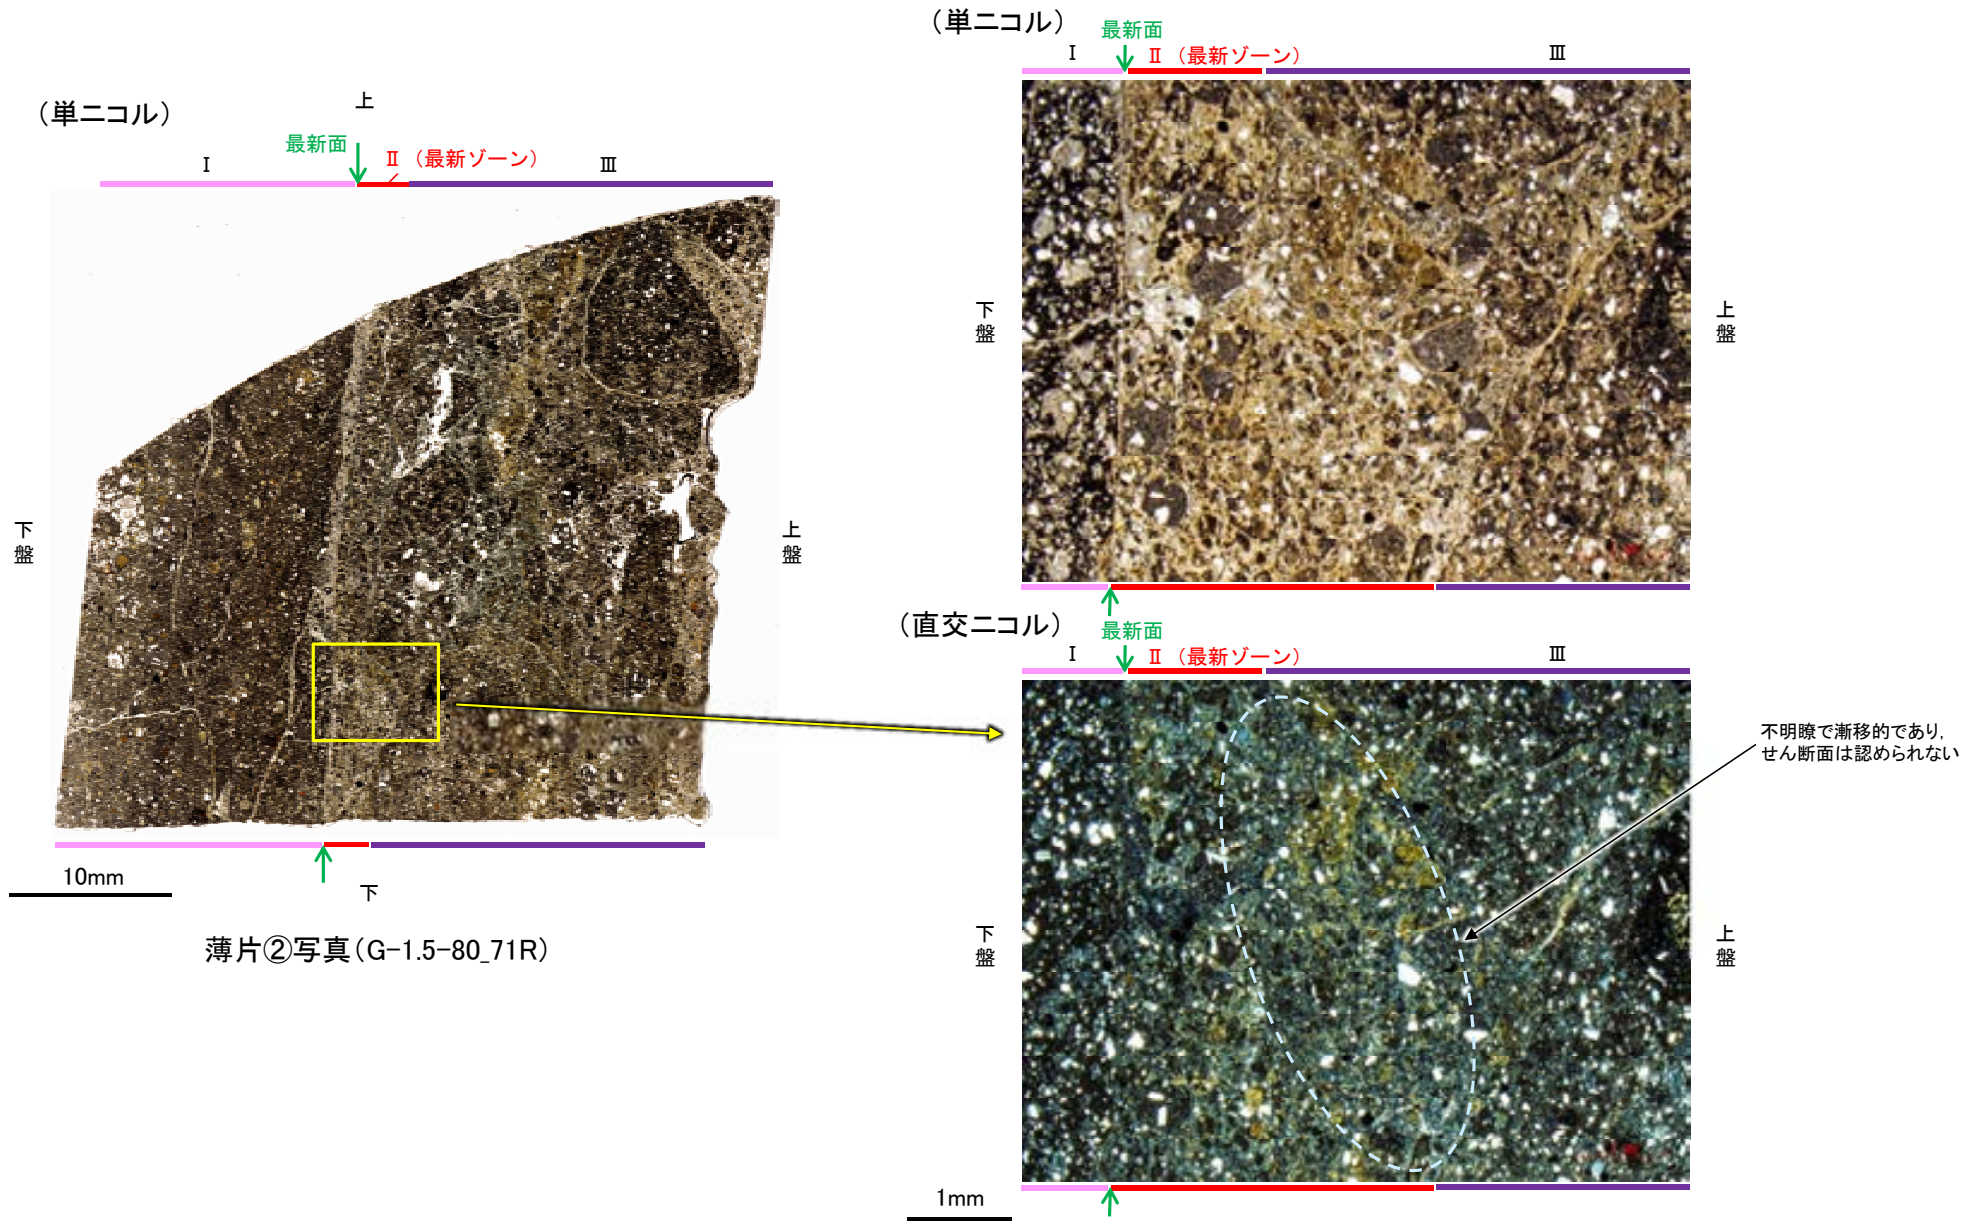 （単ニコル）
上
最新面
Ⅰ
Ⅱ（最新ゾーン）
Ⅲ
下盤
上盤
10mm
下
薄片②写真（G-1.5-80_71R）
（単ニコル）
最新面
Ⅰ
Ⅱ（最新ゾーン）
Ⅲ
下盤
上盤
（直交ニコル）
最新面
Ⅰ
Ⅱ（最新ゾーン）
Ⅲ
不明瞭で漸移的であり，
せん断面は認められない
下盤
上盤
1mm